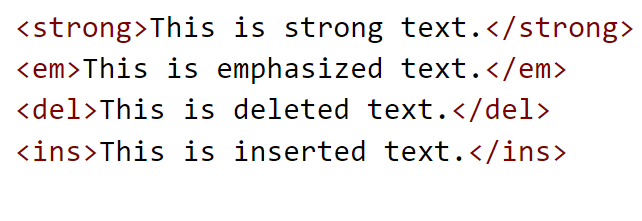 <strong>This is strong text.</strong>
<em>This is emphasized text.</em>
<del>This is deleted text.</del>
<ins>This is inserted text.</ins>